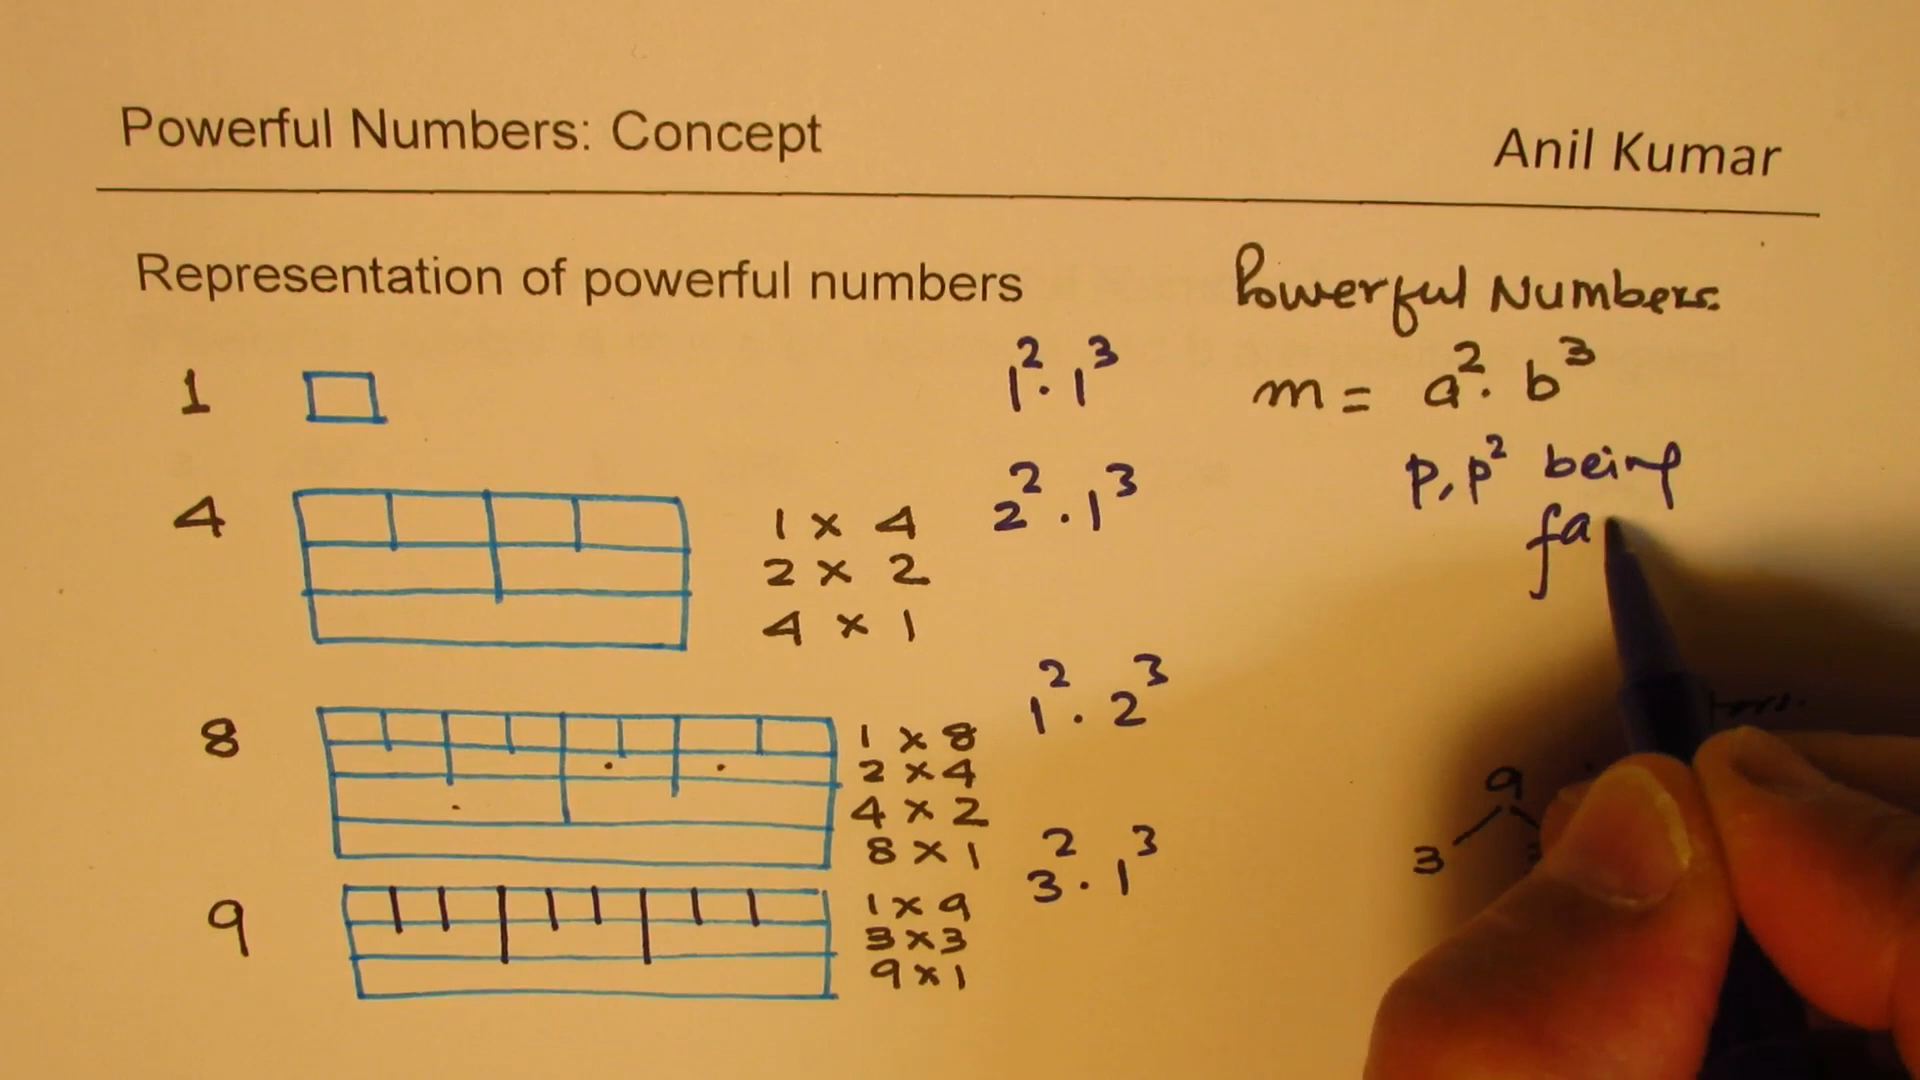 Powerful Numbers: Concept
Anil Kumar
Representation of powerful numbers
Powerful Numbers.
1
1² · 1³
m = a² · b³
4
1 x 4
2 x 2
4 x 1
2² · 1³
p, p² being
fa
8
1 x 8
2 x 4
4 x 2
8 x 1
1² · 2³
9
3
9
1 x 9
3 x 3
9 x 1
3² · 1³